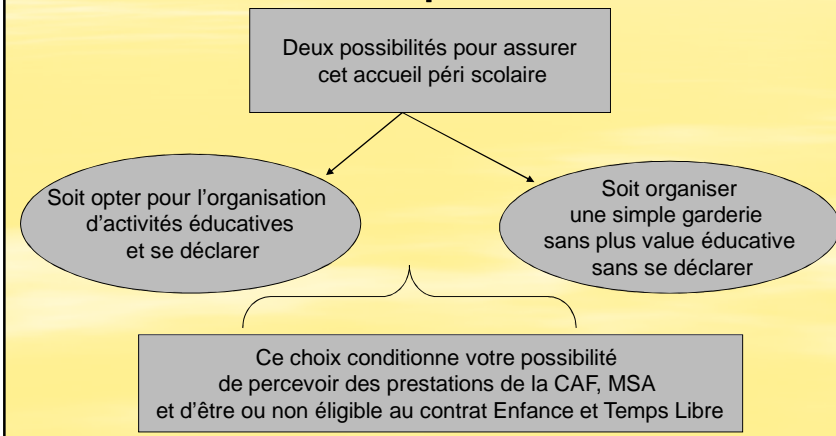 Deux possibilités pour assurer
cet accueil péri scolaire
Soit opter pour l'organisation
d'activités éducatives
et se déclarer
Soit organiser
une simple garderie
sans plus value éducative
sans se déclarer
Ce choix conditionne votre possibilité
de percevoir des prestations de la CAF, MSA
et d'être ou non éligible au contrat Enfance et Temps Libre